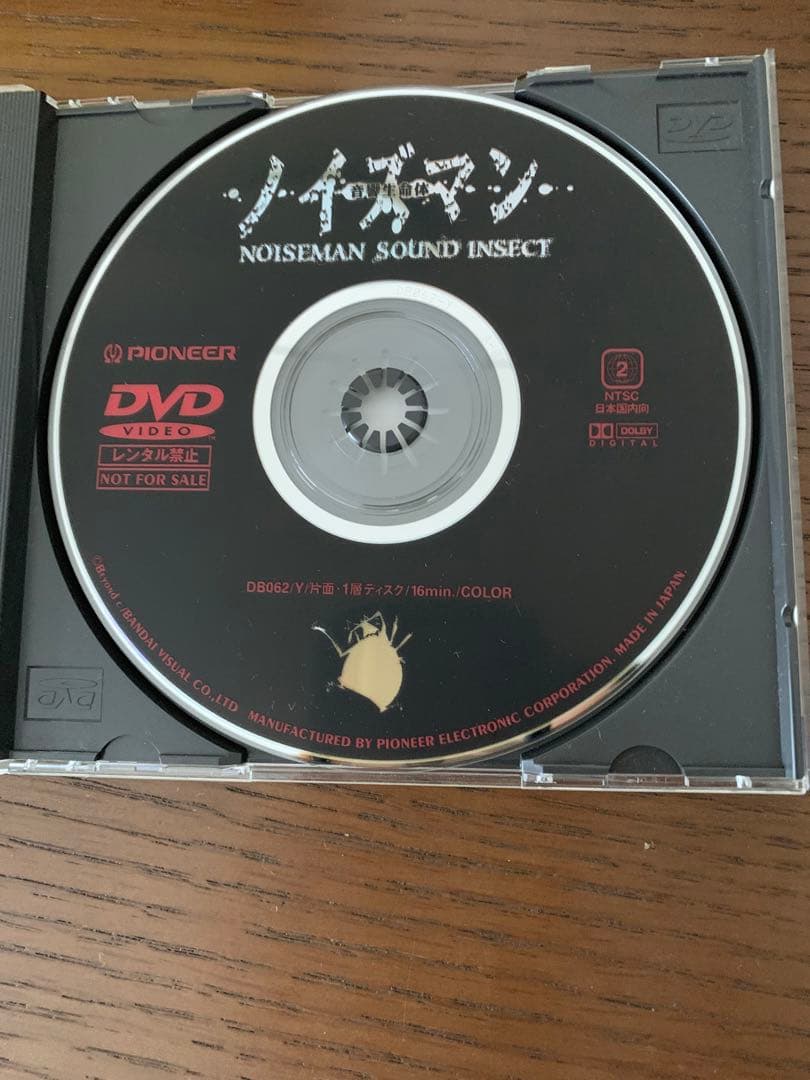 DVD
ノイズマン
音響生命体
NOISEMAN SOUND INSECT
PIONEER
DVD
VIDEO
TM
レンタル禁止
NOT FOR SALE
2
NTSC
日本国内向
DOLBY
DIGITAL
DB062/Y/片面・1層ディスク/16min./COLOR
/BANDAI VISUAL CO.,LTD MANUFACTURED BY PIONEER ELECTRONIC CORPORATION. MADE IN JAPAN.
DVD